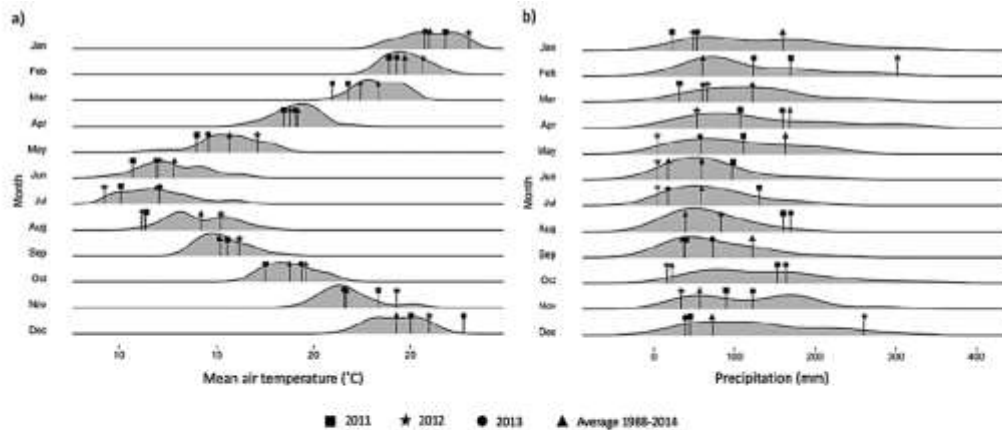 a)
Month
Jan
Feb
Mar
Apr
May
Jun
Jul
Aug
Sep
Oct
Nov
Dec
10
15
20
20
Mean air temperature (°C)
b)
Month
Jan
Feb
Mar
Apr
May
Jun
Jul
Aug
Sep
Oct
Nov
Dec
0
100
200
300
400
Precipitation (mm)
2011
2012
2013
Average 1988-2014